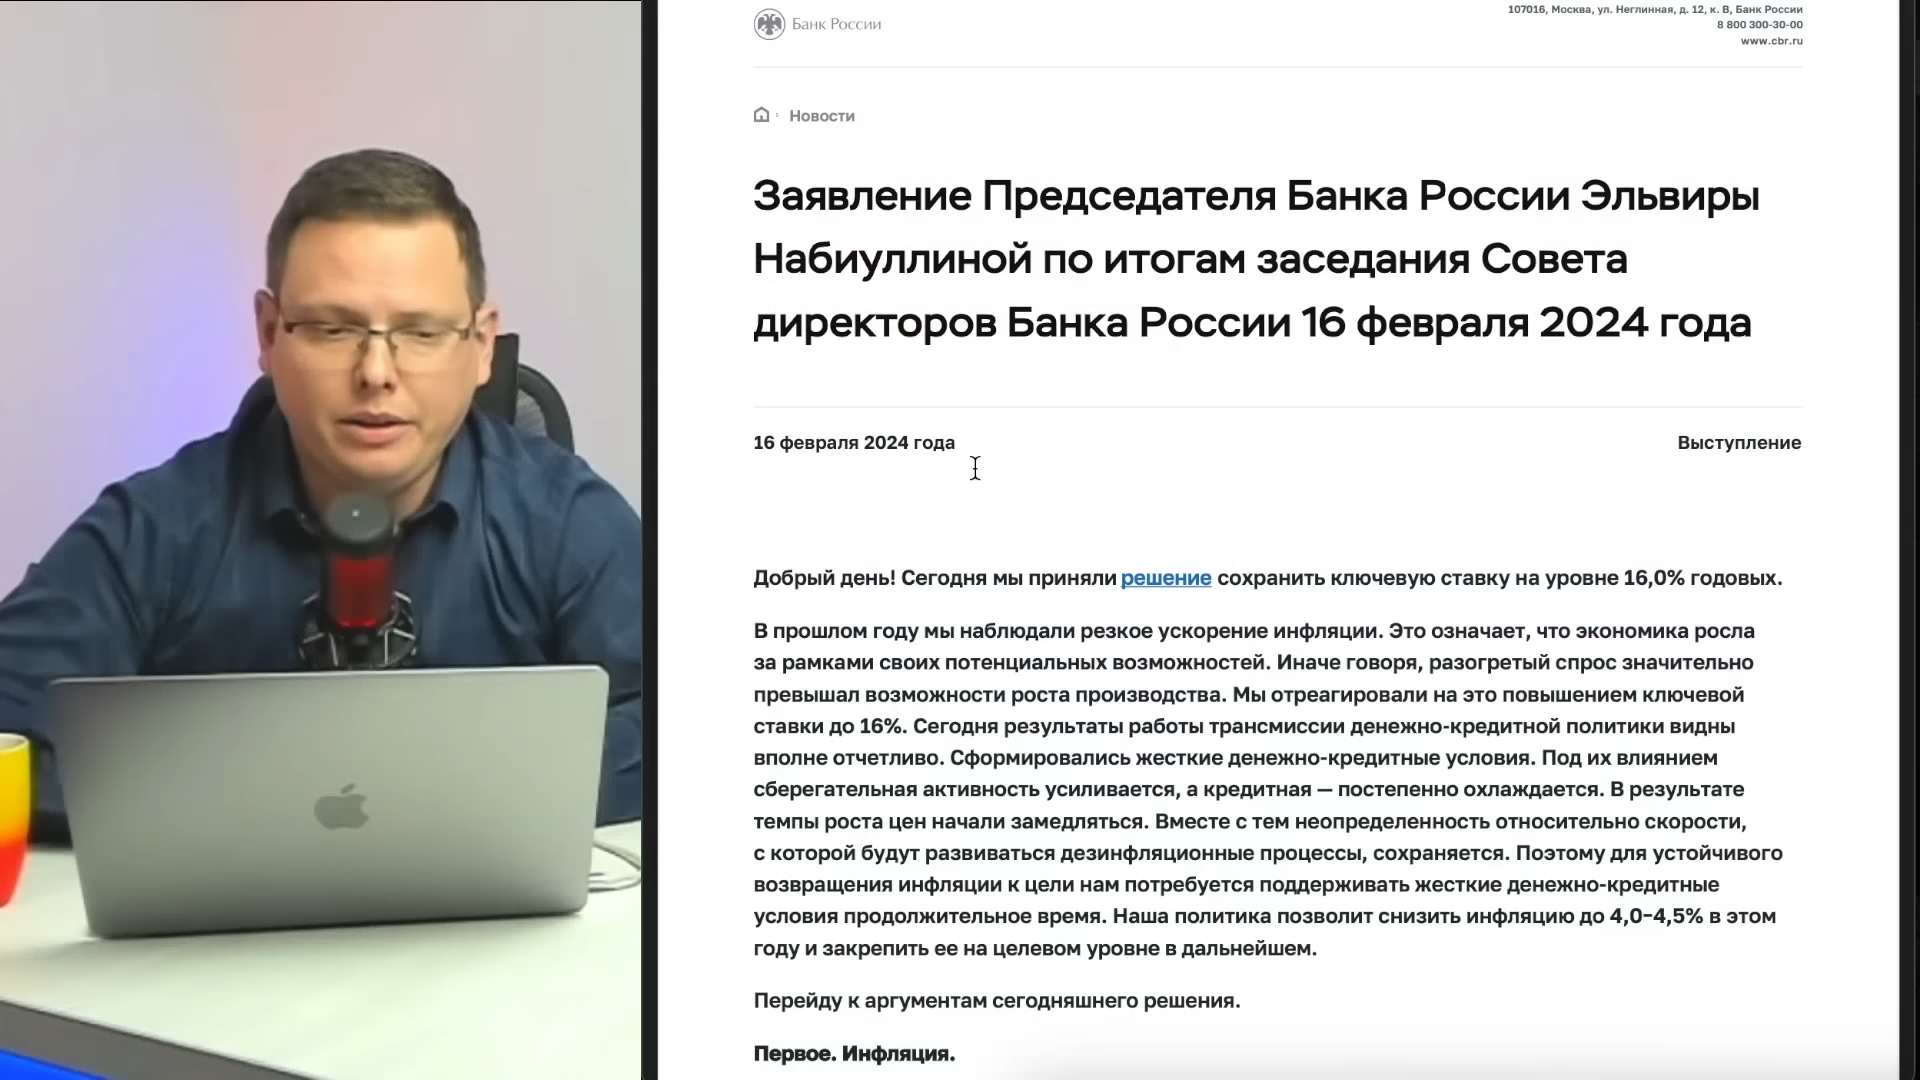 Банк России
107016, Москва, ул. Неглинная, д. 12, к. В, Банк России
8 800 300-30-00
www.cbr.ru
Новости
Заявление Председателя Банка России Эльвиры
Набиуллиной по итогам заседания Совета
директоров Банка России 16 февраля 2024 года
16 февраля 2024 года
Выступление
Добрый день! Сегодня мы приняли решение сохранить ключевую ставку на уровне 16,0% годовых.
В прошлом году мы наблюдали резкое ускорение инфляции. Это означает, что экономика росла
за рамками своих потенциальных возможностей. Иначе говоря, разогретый спрос значительно
превышал возможности роста производства. Мы отреагировали на это повышением ключевой
ставки до 16%. Сегодня результаты работы трансмиссии денежно-кредитной политики видны
вполне отчетливо. Сформировались жесткие денежно-кредитные условия. Под их влиянием
сберегательная активность усиливается, а кредитная — постепенно охлаждается. В результате
темпы роста цен начали замедляться. Вместе с тем неопределенность относительно скорости,
с которой будут развиваться дезинфляционные процессы, сохраняется. Поэтому для устойчивого
возвращения инфляции к цели нам потребуется поддерживать жесткие денежно-кредитные
условия продолжительное время. Наша политика позволит снизить инфляцию до 4,0–4,5% в этом
году и закрепить ее на целевом уровне в дальнейшем.
Перейду к аргументам сегодняшнего решения.
Первое. Инфляция.